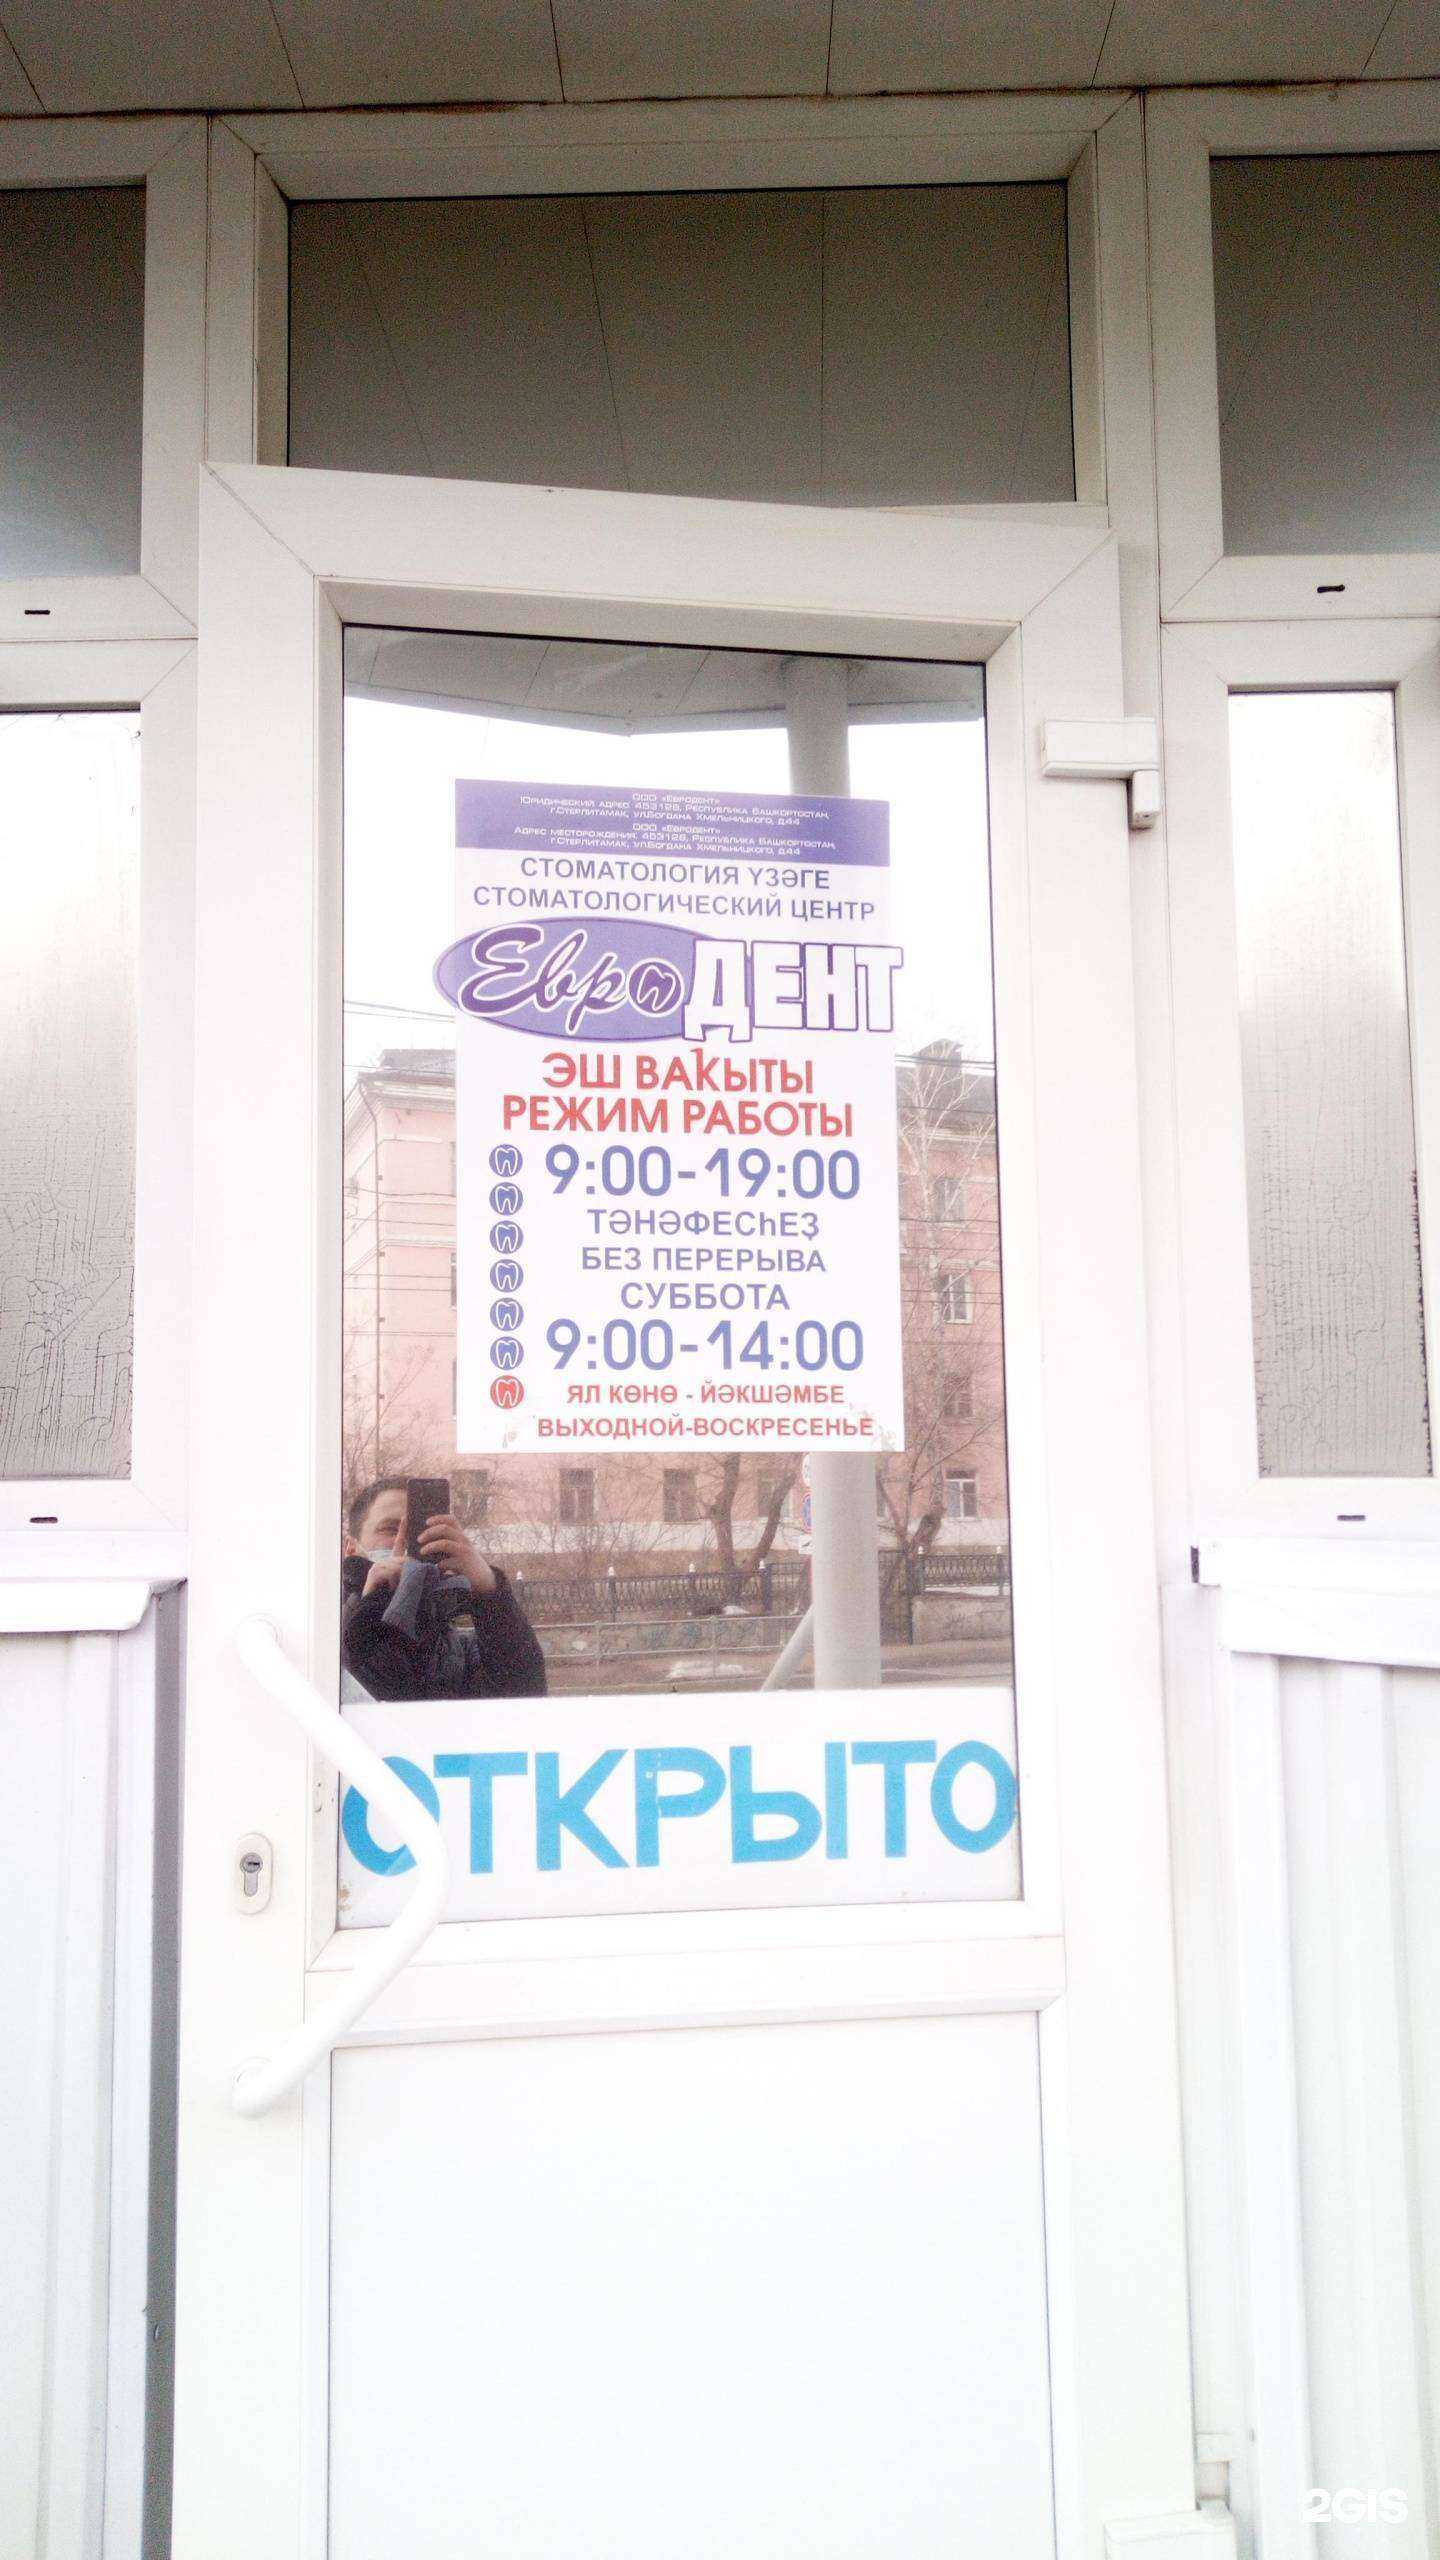 ООО «Евродент»
Юридический адрес 453126, Республика Башкортостан,
г.Стерлитамак, ул.Богдана Хмельницкого, д.44
ООО «Евродент»
Адрес месторождения: 453126, Республика Башкортостан,
г.Стерлитамак, ул.Богдана Хмельницкого, д.44
СТОМАТОЛОГИЯ ҮЗӘГЕ
СТОМАТОЛОГИЧЕСКИЙ ЦЕНТР
ЕвроДЕНТ
ЭШ ВАҠЫТЫ
РЕЖИМ РАБОТЫ
9:00-19:00
ТӘНӘФЕСҺЕҘ
БЕЗ ПЕРЕРЫВА
СУББОТА
9:00-14:00
ЯЛ КӨНӨ - ЙӘКШӘМБЕ
ВЫХОДНОЙ-ВОСКРЕСЕНЬЕ
ОТКРЫТО
2GIS